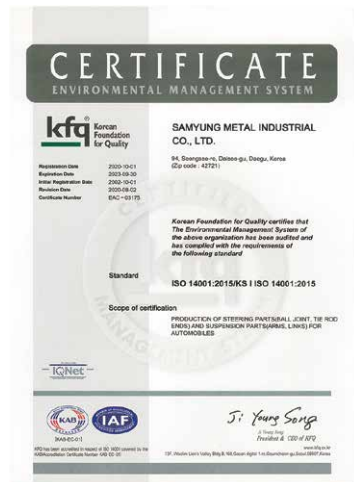 CERTIFICATE
ENVIRONMENTAL MANAGEMENT SYSTEM
kfq Korean
Foundation
for Quality
SAMYUNG METAL INDUSTRIAL
CO., LTD.
94, Seongseo-ro, Dalseo-gu, Daegu, Korea
(Zip code : 42721)
Registration Date 2020-10-01
Expiration Date 2023-09-30
Initial Registration Date 2002-10-01
Revision Date 2020-09-02
Certificate Number EAC - 03173
Korean Foundation for Quality certifies that
The Environmental Management System of
the above organization has been audited and
has complied with the requirements of
the following standard
Standard
ISO 14001:2015/KS I ISO 14001:2015
Scope of certification
PRODUCTION OF STEERING PARTS(BALL JOINT, TIE ROD
ENDS) AND SUSPENSION PARTS(ARMS, LINKS) FOR
AUTOMOBILES
IQNet
KAB
IAF
Ji Young Song
Ji Young Song
President & CEO of KFQ